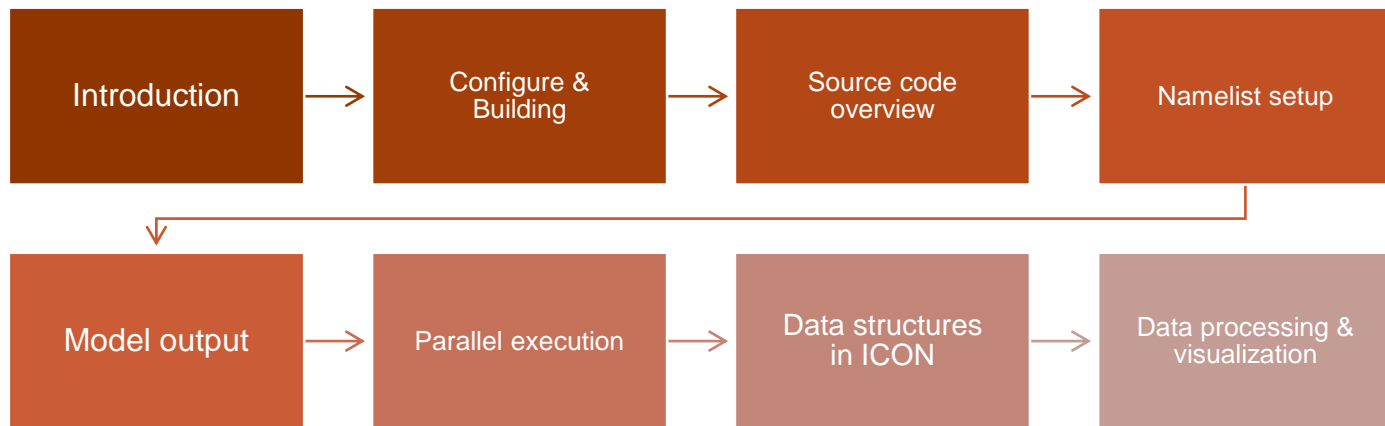 Introduction
Configure &
Building
Source code
overview
Namelist setup
Model output
Parallel execution
Data structures
in ICON
Data processing &
visualization